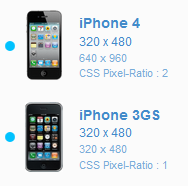 iPhone 4
320 x 480
640 x 960
CSS Pixel-Ratio : 2
iPhone 3GS
320 x 480
320 x 480
CSS Pixel-Ratio : 1